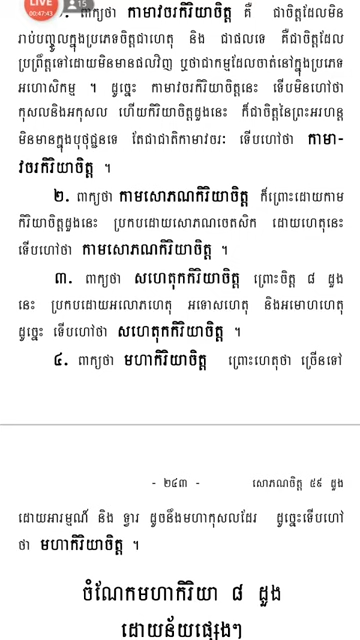 LIVE 15
00:47:43
១. ពាក្យថា កាមាវចរកិរិយាចិត្ត គឺ ជាចិត្តដែលមិន
រាប់បញ្ចូលក្នុងប្រភេទចិត្តជាហេតុ និង ជាផលទេ គឺជាចិត្តដែល
ប្រព្រឹត្តទៅដោយមិនមានផលវិញ ឬថាជាកម្មដែលចាត់នៅក្នុងប្រភេទ
អហោសិកម្ម ។ ដូច្នេះ កាមាវចរកិរិយាចិត្តនេះ ទើបមិនហៅថា
កុសលនិងអកុសល ហើយកិរិយាចិត្តដួងនេះ ក៏ជាចិត្តនៃព្រះអរហន្ត
មិនមានក្នុងបុថុជ្ជនទេ តែជាជាតិកាមាវចរៈ ទើបហៅថា កាមា-
វចរកិរិយាចិត្ត ។
២. ពាក្យថា កាមសោភណកិរិយាចិត្ត ក៏ព្រោះដោយកាម
កិរិយាចិត្តដួងនេះ ប្រកបដោយសោភណចេតសិក ដោយហេតុនេះ
ទើបហៅថា កាមសោភណកិរិយាចិត្ត ។
៣. ពាក្យថា សហេតុកកិរិយាចិត្ត ព្រោះចិត្ត ៨ ដួង
នេះ ប្រកបដោយអលោភហេតុ អទោសហេតុ និងអមោហហេតុ
ដូច្នេះ ទើបហៅថា សហេតុកកិរិយាចិត្ត ។
៤. ពាក្យថា មហាកិរិយាចិត្ត ព្រោះហេតុថា ច្រើនទៅ
- ២៤៣ - សោភណចិត្ត ៥៩ ដួង
ដោយអារម្មណ៍ និង ទ្វារ ដូចនឹងមហាកុសលដែរ ដូច្នេះទើបហៅ
ថា មហាកិរិយាចិត្ត ។
ចំណែកមហាកិរិយា ៨ ដួង
ដោយន័យផ្សេងៗ